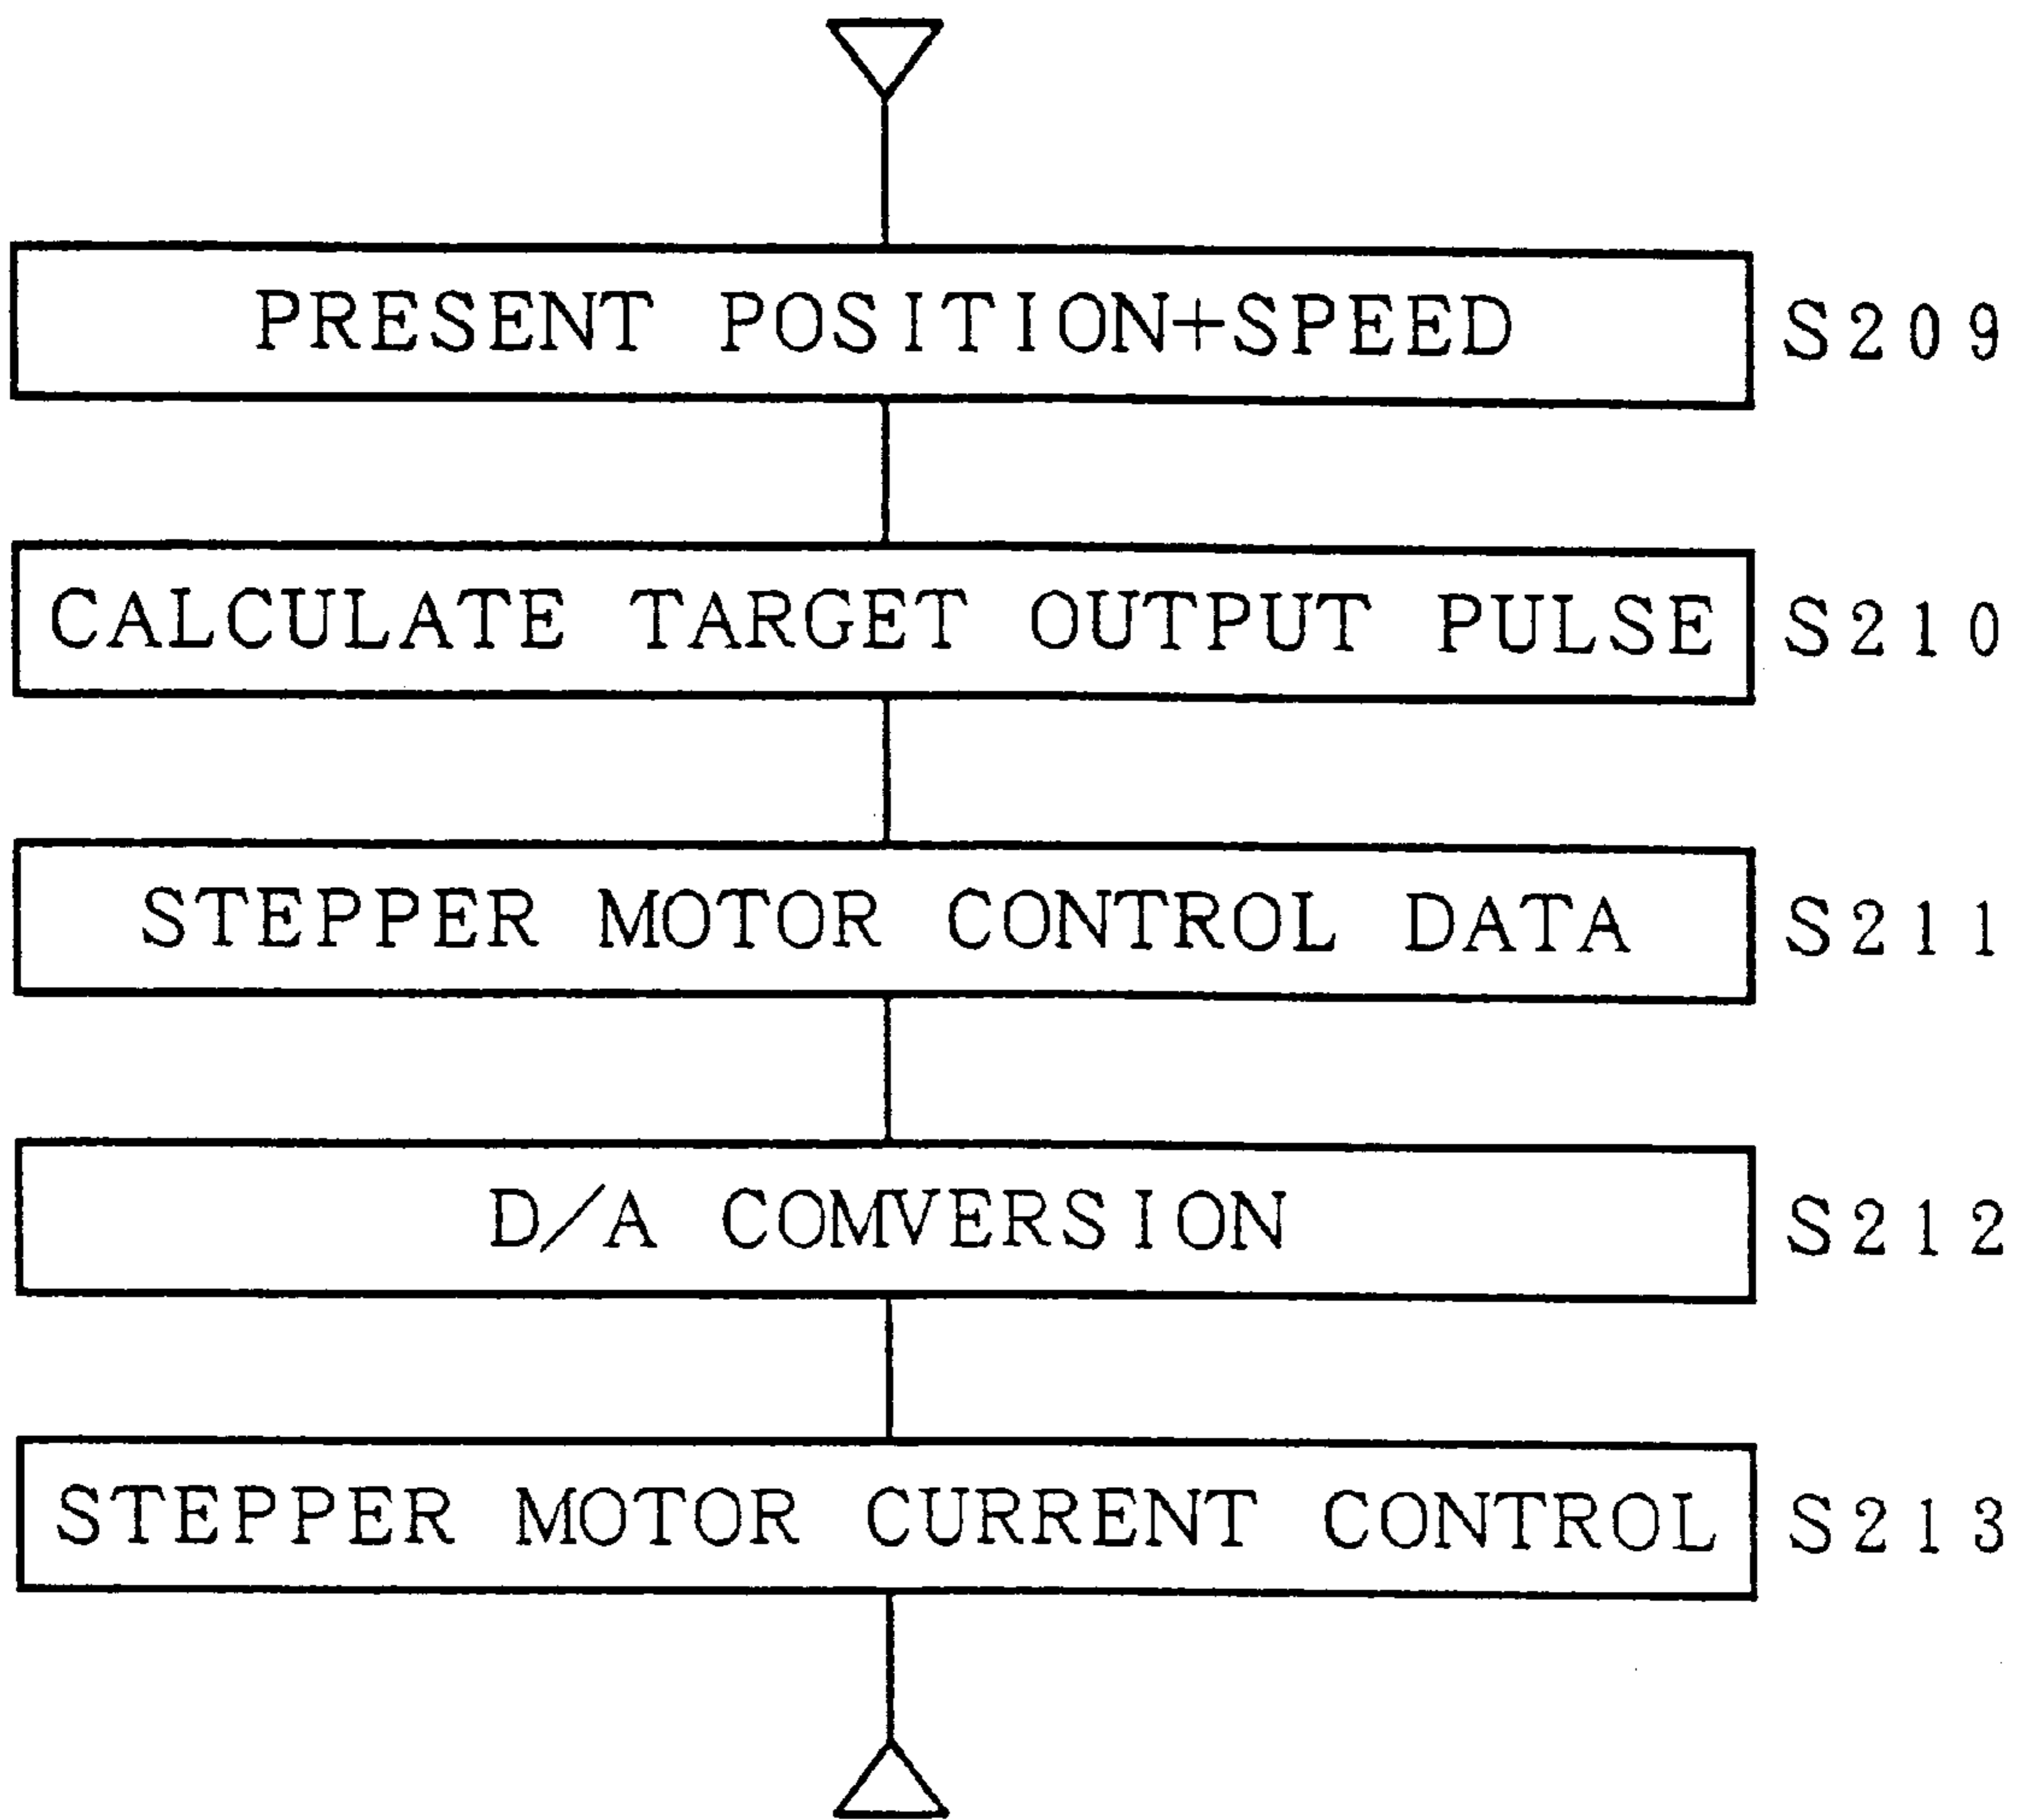 PRESENT POSITION+SPEED S209
CALCULATE TARGET OUTPUT PULSE S210
STEPPER MOTOR CONTROL DATA S211
D/A COMVERSION S212
STEPPER MOTOR CURRENT CONTROL S213